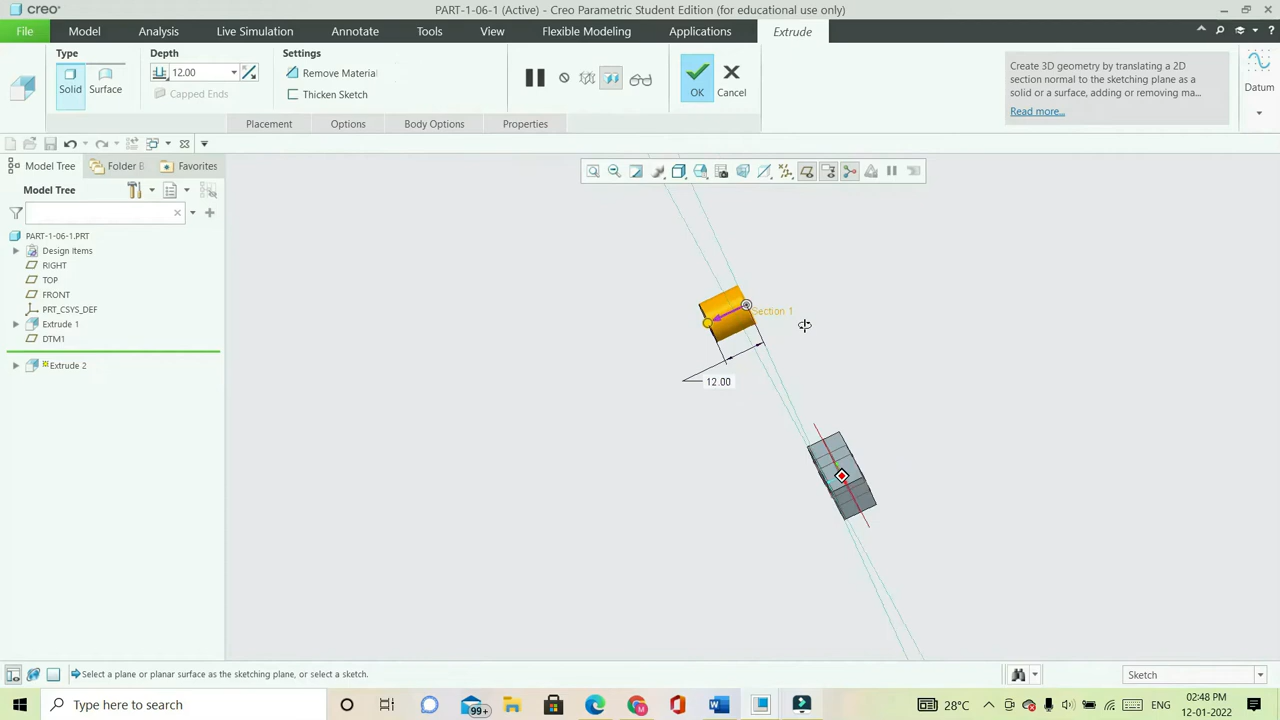 creo
PART-1-06-1 (Active) - Creo Parametric Student Edition (for educational use only)
File Model Analysis Live Simulation Annotate Tools View Flexible Modeling Applications Extrude
Type
Solid
Surface
Depth
12.00
Capped Ends
Settings
Remove Material
Thicken Sketch
OK
Cancel
Create 3D geometry by translating a 2D
section normal to the sketching plane as a
solid or a surface, adding or removing ma...
Read more...
Datum
Placement Options Body Options Properties
Model Tree Folder B Favorites
Model Tree
PART-1-06-1.PRT
Design Items
RIGHT
TOP
FRONT
PRT_CSYS_DEF
Extrude 1
DTM1
Extrude 2
Section 1
12.00
Select a plane or planar surface as the sketching plane, or select a sketch.
Sketch
Type here to search
99+
28°C
ENG
02:48 PM
12-01-2022